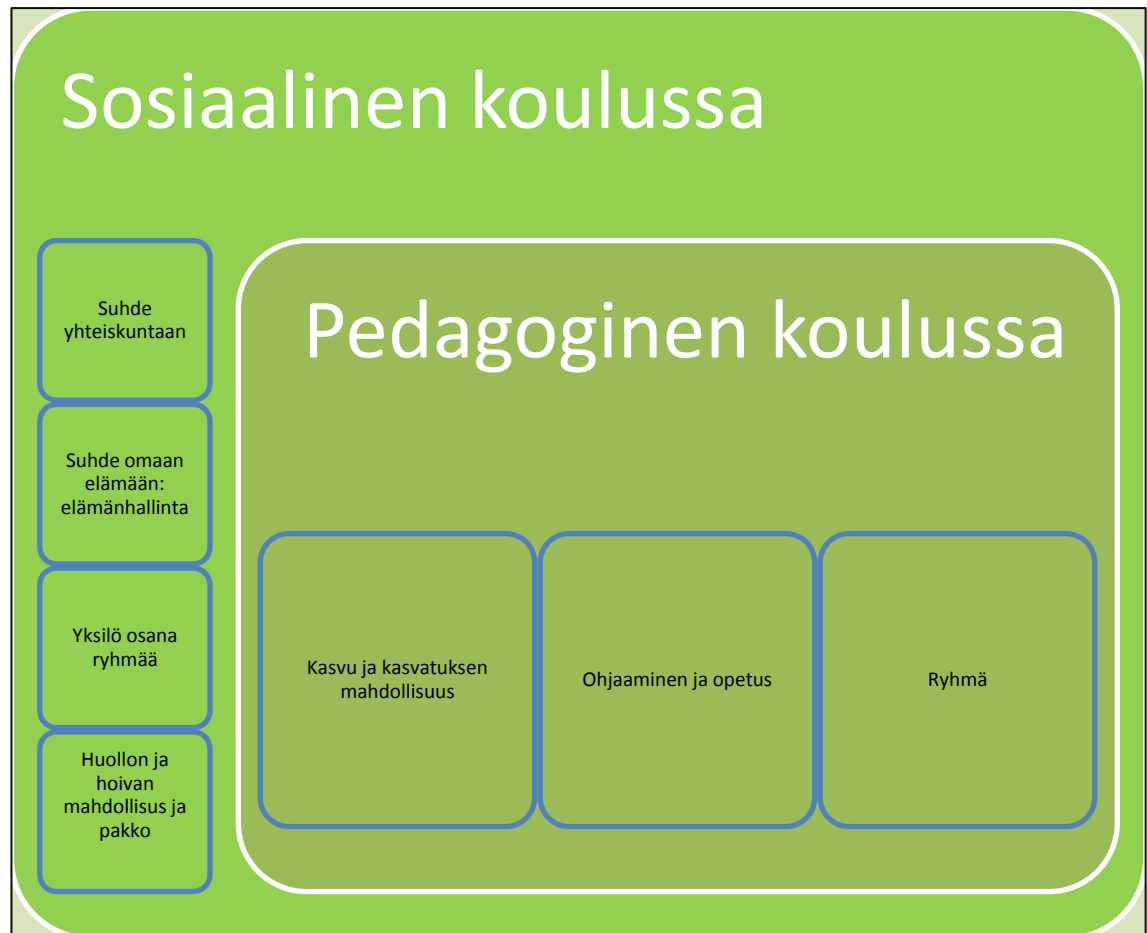 Sosiaalinen koulussa
Suhde
yhteiskuntaan
Suhde omaan
elämään:
elämänhallinta
Yksilö osana
ryhmää
Huollon ja
hoivan
mahdollisus ja
pakko
Pedagoginen koulussa
Kasvu ja kasvatuksen
mahdollisuus
Ohjaaminen ja opetus
Ryhmä